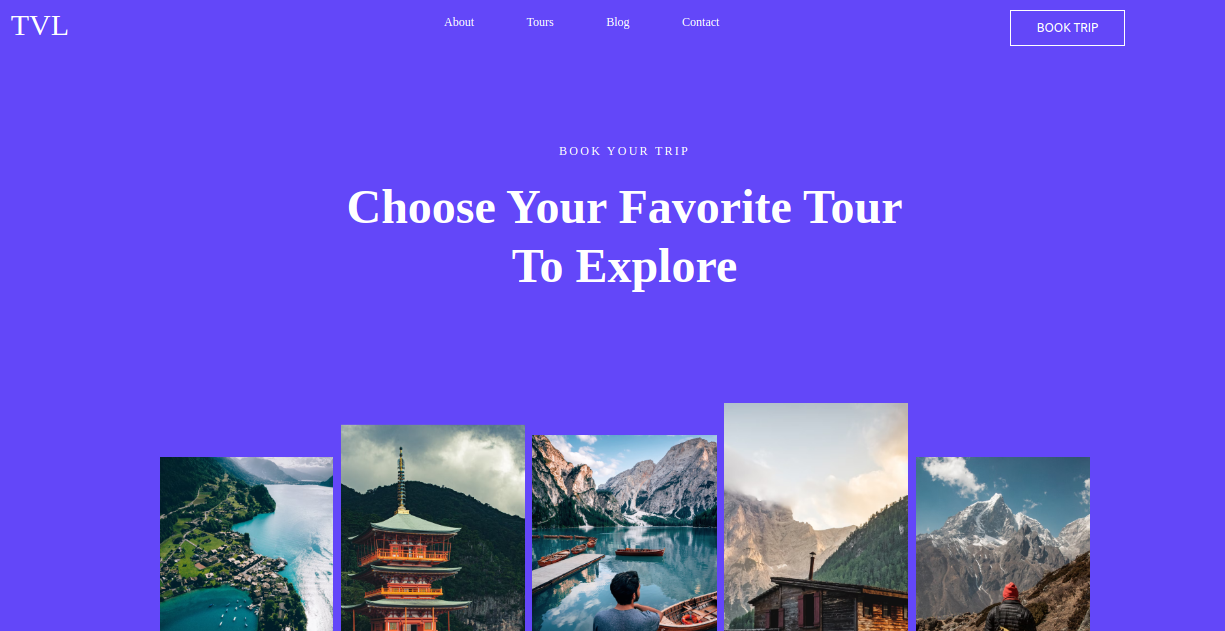 TVL
About
Tours
Blog
Contact
BOOK TRIP
BOOK YOUR TRIP
Choose Your Favorite Tour
To Explore